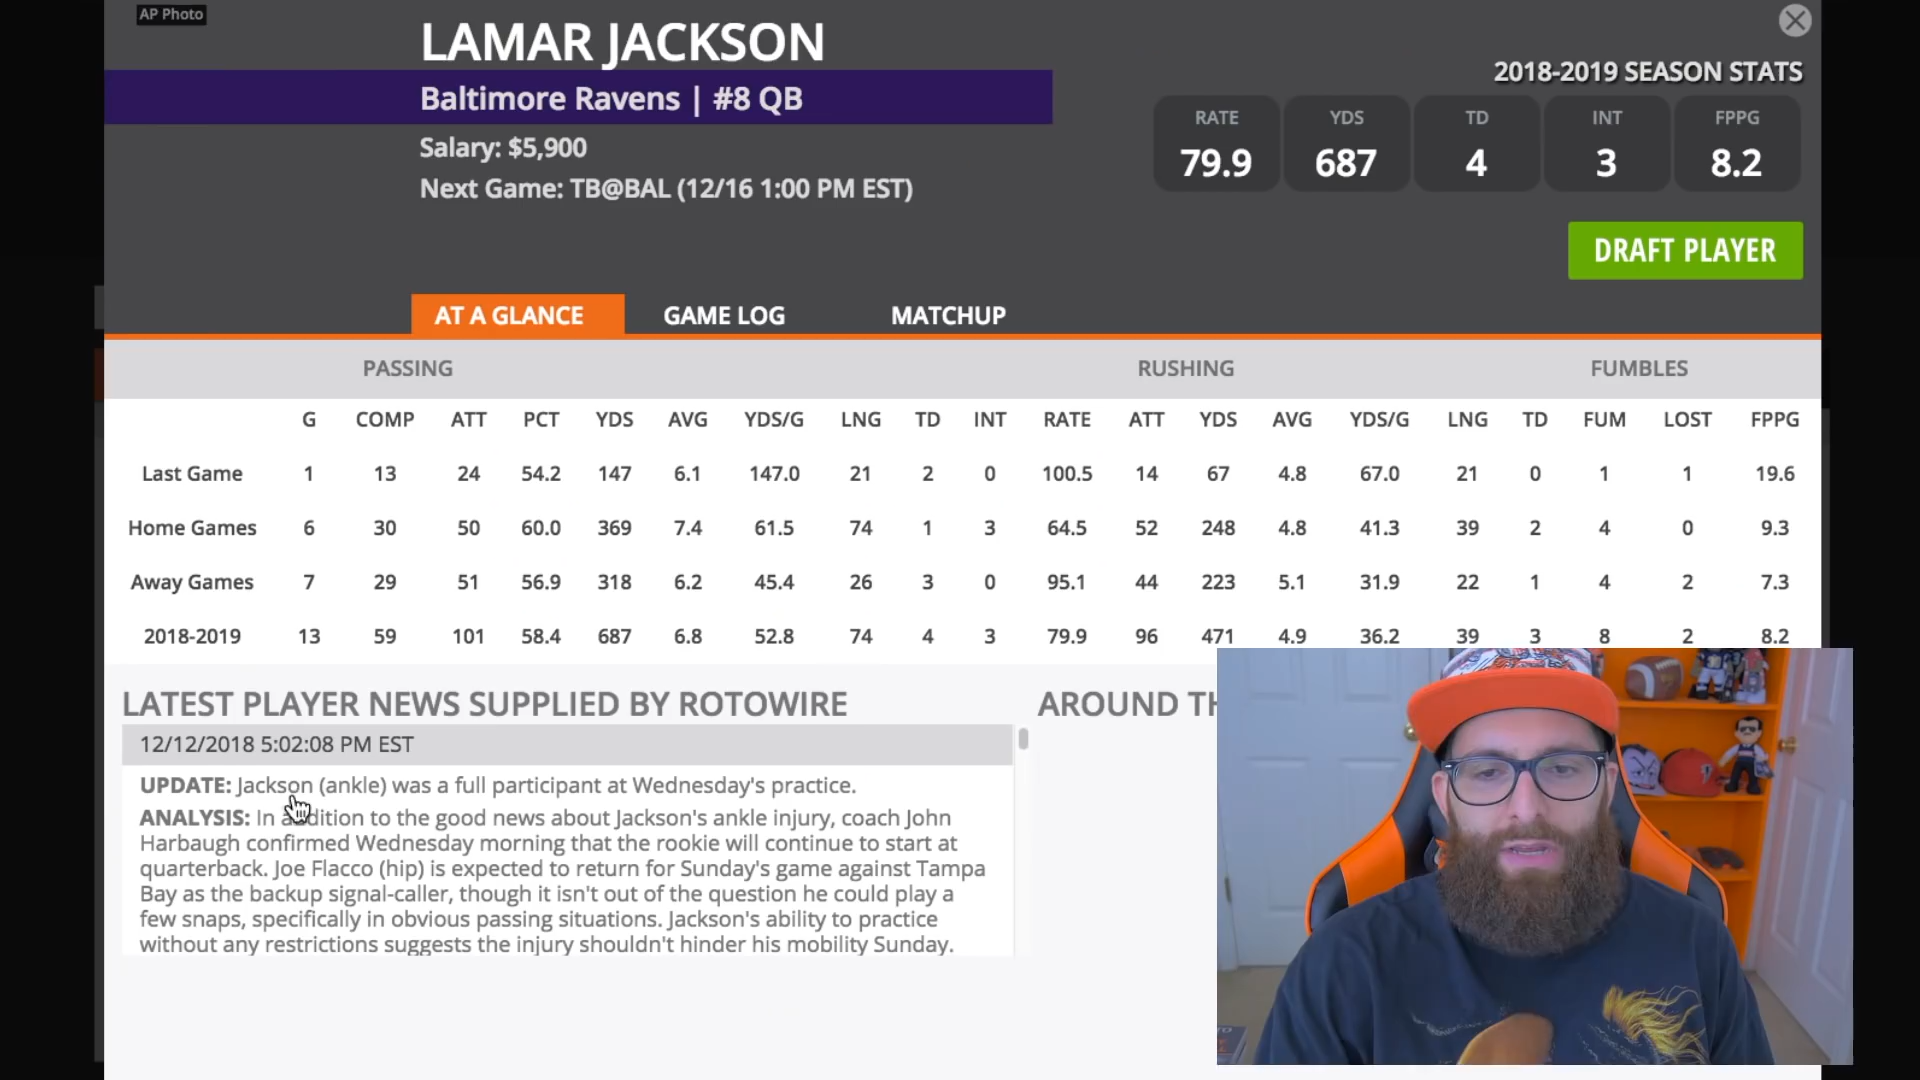 AP Photo
LAMAR JACKSON
Baltimore Ravens | #8 QB
Salary: $5,900
Next Game: TB@BAL (12/16 1:00 PM EST)
2018-2019 SEASON STATS
RATE YDS TD INT FPPG
79.9 687 4 3 8.2
DRAFT PLAYER
AT A GLANCE GAME LOG MATCHUP
PASSING RUSHING FUMBLES
G COMP ATT PCT YDS AVG YDS/G LNG TD INT RATE ATT YDS AVG YDS/G LNG TD FUM LOST FPPG
Last Game 1 13 24 54.2 147 6.1 147.0 21 2 0 100.5 14 67 4.8 67.0 21 0 1 1 19.6
Home Games 6 30 50 60.0 369 7.4 61.5 74 1 3 64.5 52 248 4.8 41.3 39 2 4 0 9.3
Away Games 7 29 51 56.9 318 6.2 45.4 26 3 0 95.1 44 223 5.1 31.9 22 1 4 2 7.3
2018-2019 13 59 101 58.4 687 6.8 52.8 74 4 3 79.9 96 471 4.9 36.2 39 3 8 2 8.2
LATEST PLAYER NEWS SUPPLIED BY ROTOWIRE
AROUND TH
12/12/2018 5:02:08 PM EST
UPDATE: Jackson (ankle) was a full participant at Wednesday's practice.
ANALYSIS: In addition to the good news about Jackson's ankle injury, coach John
Harbaugh confirmed Wednesday morning that the rookie will continue to start at
quarterback. Joe Flacco (hip) is expected to return for Sunday's game against Tampa
Bay as the backup signal-caller, though it isn't out of the question he could play a
few snaps, specifically in obvious passing situations. Jackson's ability to practice
without any restrictions suggests the injury shouldn't hinder his mobility Sunday.